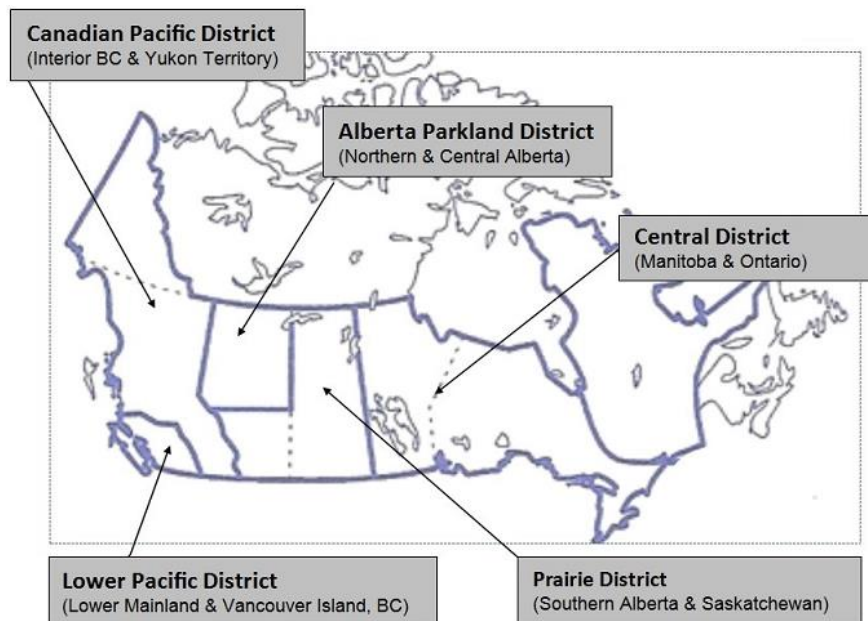 Canadian Pacific District
(Interior BC & Yukon Territory)
Alberta Parkland District
(Northern & Central Alberta)
Central District
(Manitoba & Ontario)
Lower Pacific District
(Lower Mainland & Vancouver Island, BC)
Prairie District
(Southern Alberta & Saskatchewan)